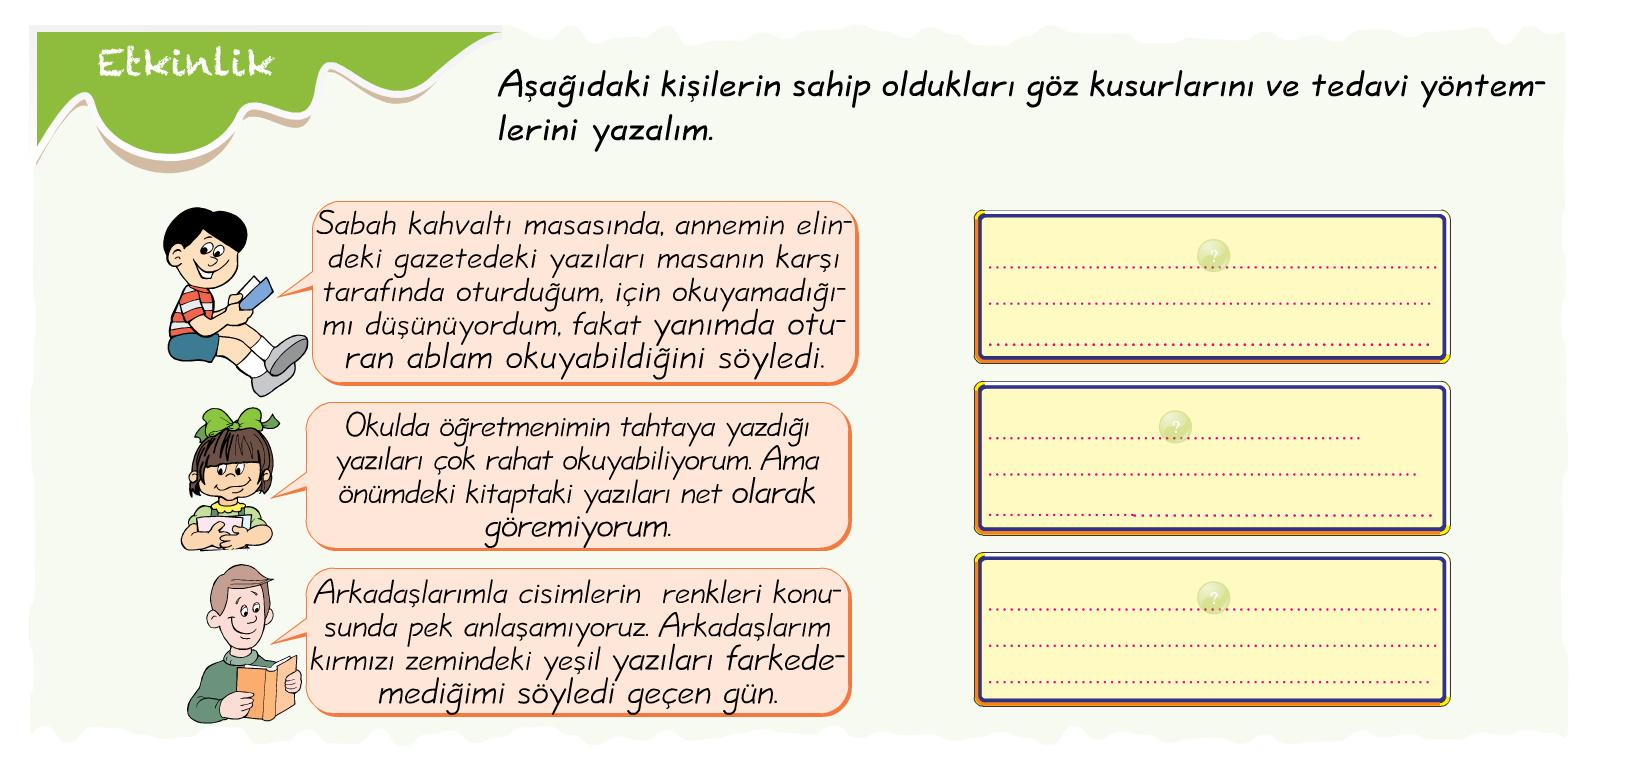 Etkinlik
Aşağıdaki kişilerin sahip oldukları göz kusurlarını ve tedavi yöntem-
lerini yazalım.
Sabah kahvaltı masasında, annemin elin-
deki gazetedeki yazıları masanın karşı
tarafında oturduğum, için okuyamadığı-
mı düşünüyordum, fakat yanımda otu-
ran ablam okuyabildiğini söyledi.
?
Okulda öğretmenimin tahtaya yazdığı
yazıları çok rahat okuyabiliyorum. Ama
önümdeki kitaptaki yazıları net olarak
göremiyorum.
?
Arkadaşlarımla cisimlerin renkleri konu-
sunda pek anlaşamıyoruz. Arkadaşlarım
kırmızı zemindeki yeşil yazıları farkede-
mediğimi söyledi geçen gün.
?